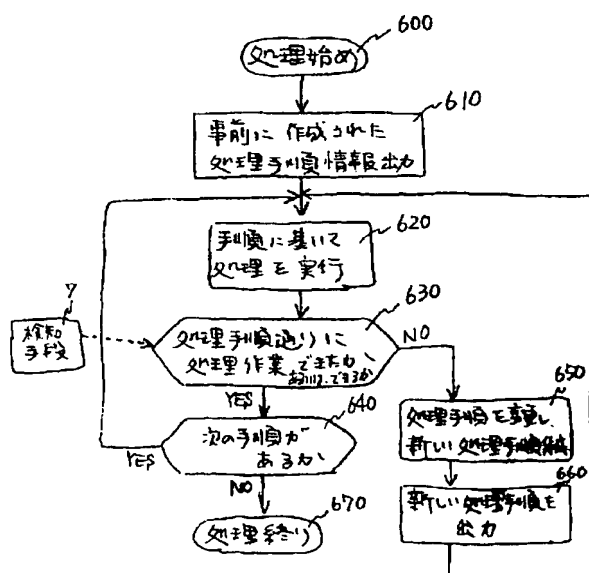 600
処理始め
610
事前に作成された
処理手順情報出力
620
手順に基いて
処理を実行
7
検知
手段
630
処理手順通りに
処理作業できたか、
あるいは、できるか
NO
YES
640
次の手順が
あるか
YES
NO
670
処理終り
650
処理手順を変更し、
新しい処理手順
660
新しい処理手順を
出力